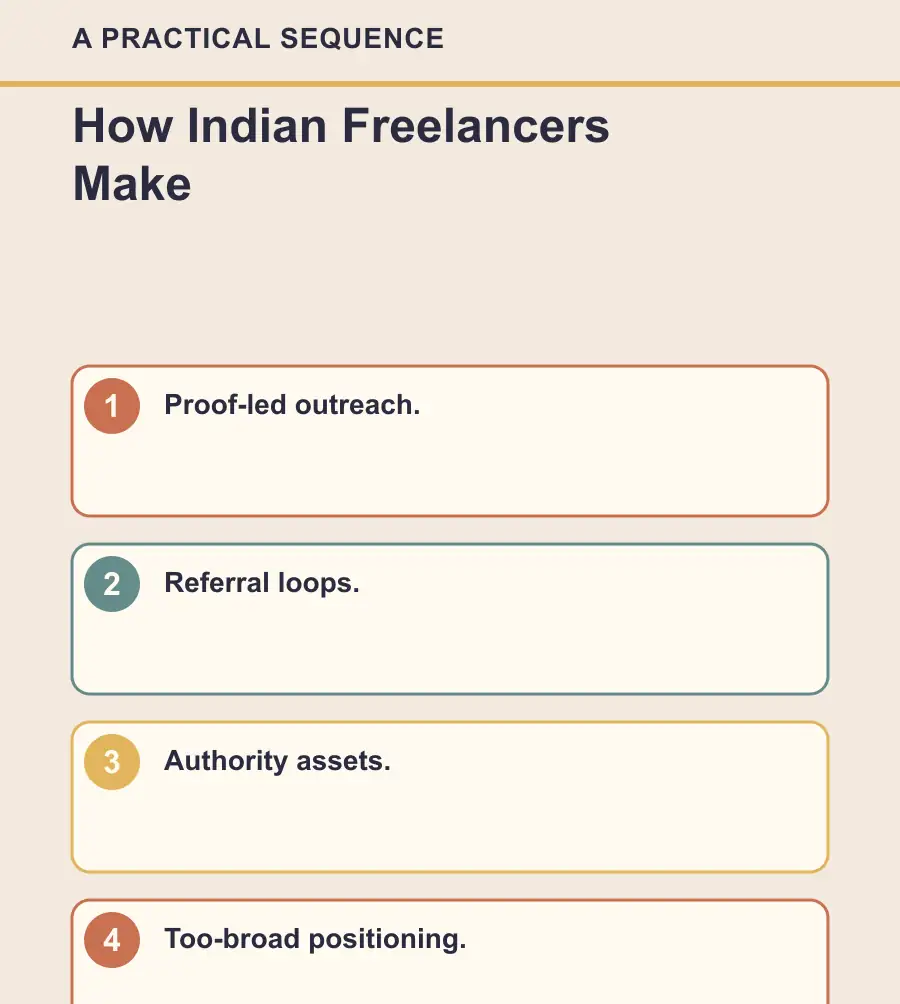 A PRACTICAL SEQUENCE
How Indian Freelancers
Make
1 Proof-led outreach.
2 Referral loops.
3 Authority assets.
4 Too-broad positioning.